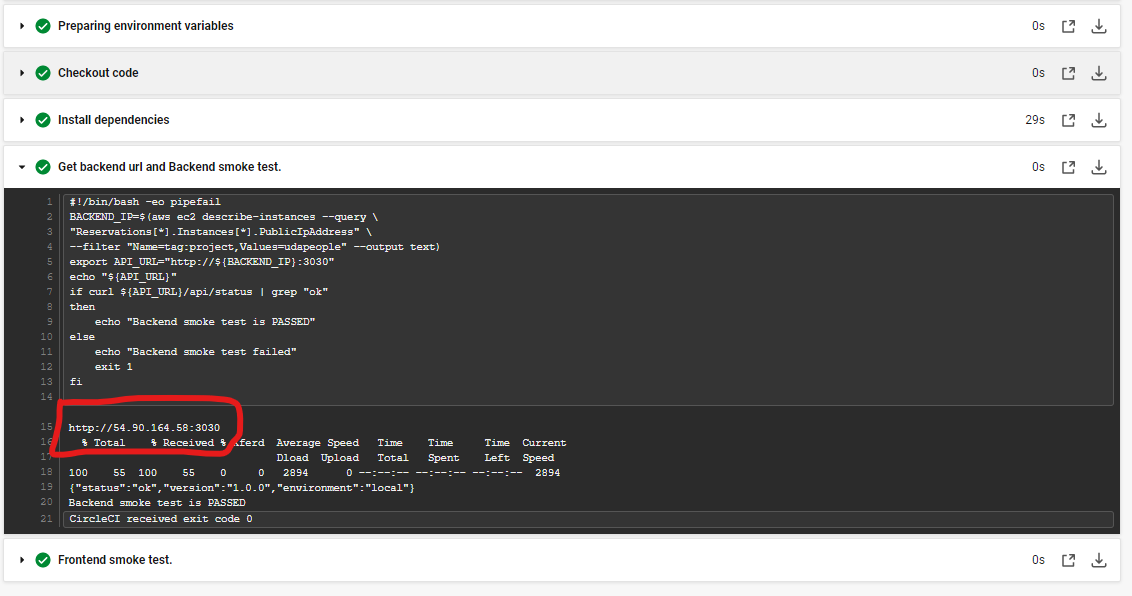 Preparing environment variables 0s
Checkout code 0s
Install dependencies 29s
Get backend url and Backend smoke test. 0s
1 #!/bin/bash -eo pipefail
2 BACKEND_IP=$(aws ec2 describe-instances --query \
3 "Reservations[*].Instances[*].PublicIpAddress" \
4 --filter "Name=tag:project,Values=udapeople" --output text)
5 export API_URL="http://${BACKEND_IP}:3030"
6 echo "${API_URL}"
7 if curl ${API_URL}/api/status | grep "ok"
8 then
9 echo "Backend smoke test is PASSED"
10 else
11 echo "Backend smoke test failed"
12 exit 1
13 fi
14
15 http://54.90.164.58:3030
16 % Total % Received % Xferd Average Speed Time Time Time Current
17 Dload Upload Total Spent Left Speed
18 100 55 100 55 0 0 2894 0 --:--:-- --:--:-- --:--:-- 2894
19 {"status":"ok","version":"1.0.0","environment":"local"}
20 Backend smoke test is PASSED
21 CircleCI received exit code 0
Frontend smoke test. 0s